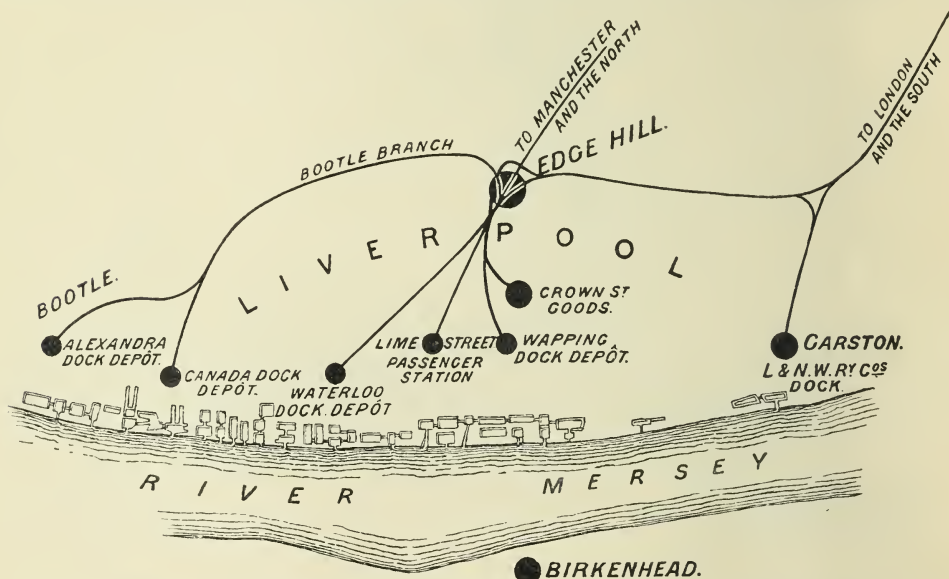 TO MANCHESTER
AND THE NORTH
TO LONDON
AND THE SOUTH
BOOTLE BRANCH
EDGE HILL.
LIVERPOOL
BOOTLE.
CROWN ST
GOODS.
ALEXANDRA
DOCK DEPÔT.
CANADA DOCK
DEPÔT.
WATERLOO
DOCK DEPÔT
LIME STREET
PASSENGER
STATION
WAPPING
DOCK DEPÔT.
GARSTON.
L & N.W. RY COS
DOCK.
RIVER MERSEY
BIRKENHEAD.